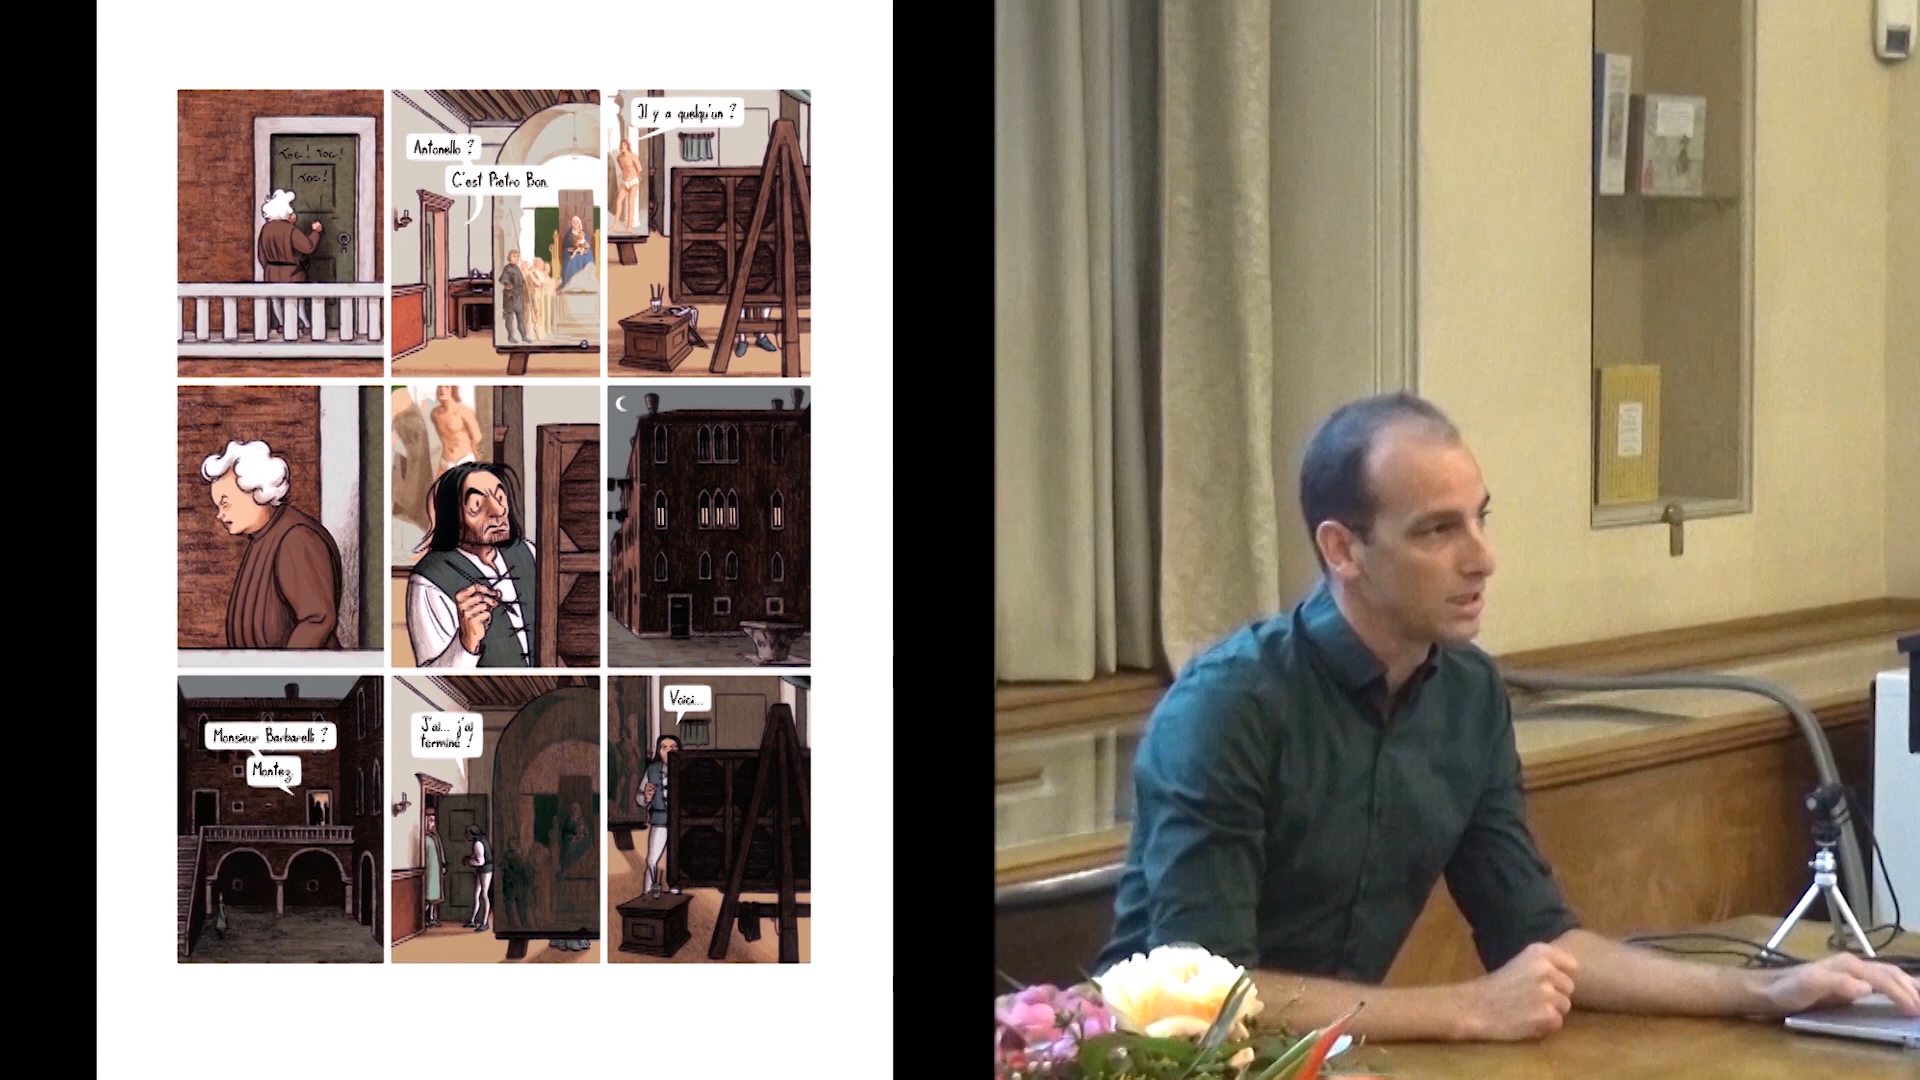 Toc! Toc!
Toc!
Antonello ?
C'est Pietro Bon.
Il y a quelqu'un ?
Monsieur Barbarelli ?
Montez.
J'ai... j'ai
terminé !
Voici...